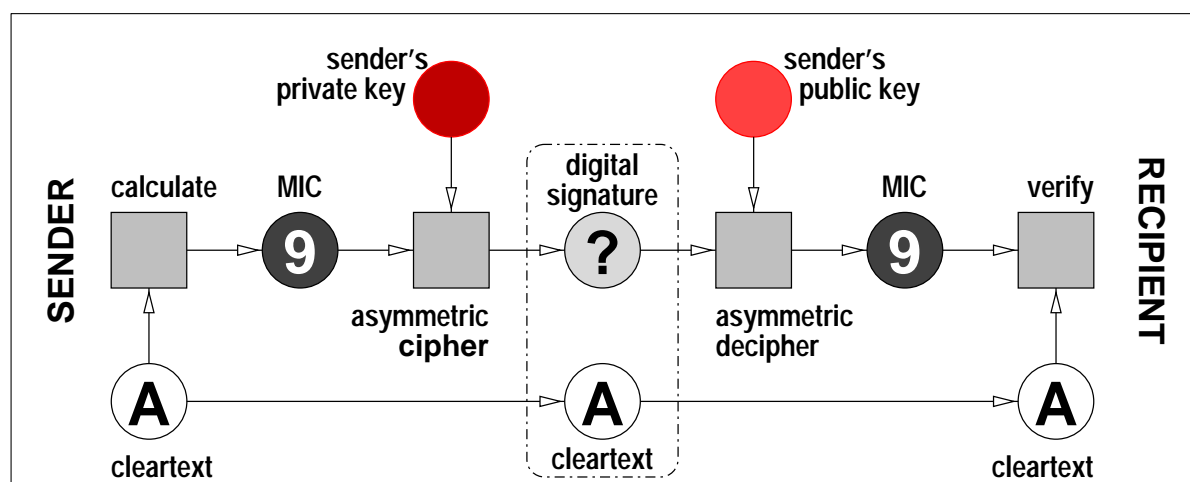 sender's
private key
sender's
public key
SENDER
calculate
MIC
digital
signature
MIC
verify
RECIPIENT
9
?
9
asymmetric
cipher
asymmetric
decipher
A
A
A
cleartext
cleartext
cleartext